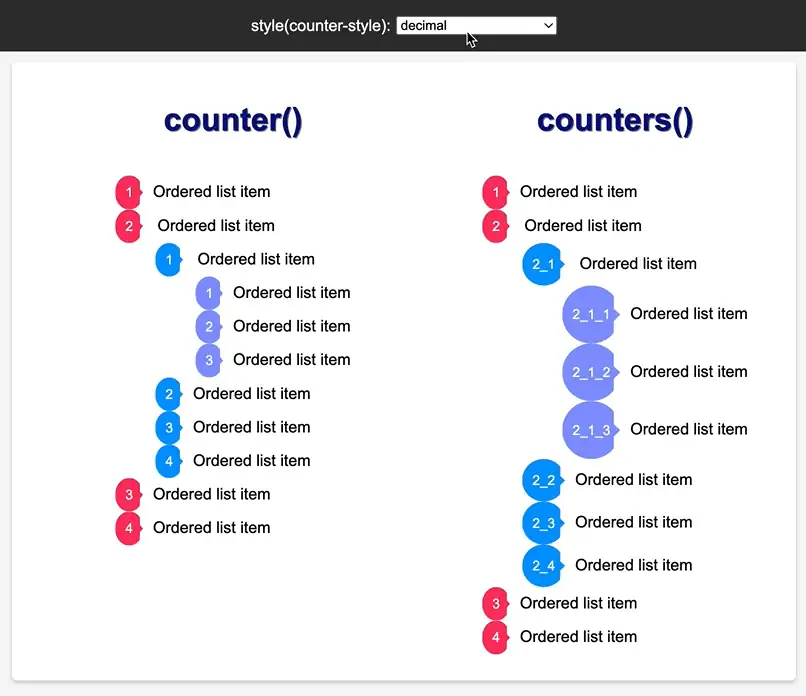 style(counter-style): decimal
counter()
1 Ordered list item
2 Ordered list item
1 Ordered list item
1 Ordered list item
2 Ordered list item
3 Ordered list item
2 Ordered list item
3 Ordered list item
4 Ordered list item
3 Ordered list item
4 Ordered list item
counters()
1 Ordered list item
2 Ordered list item
2_1 Ordered list item
2_1_1 Ordered list item
2_1_2 Ordered list item
2_1_3 Ordered list item
2_2 Ordered list item
2_3 Ordered list item
2_4 Ordered list item
3 Ordered list item
4 Ordered list item